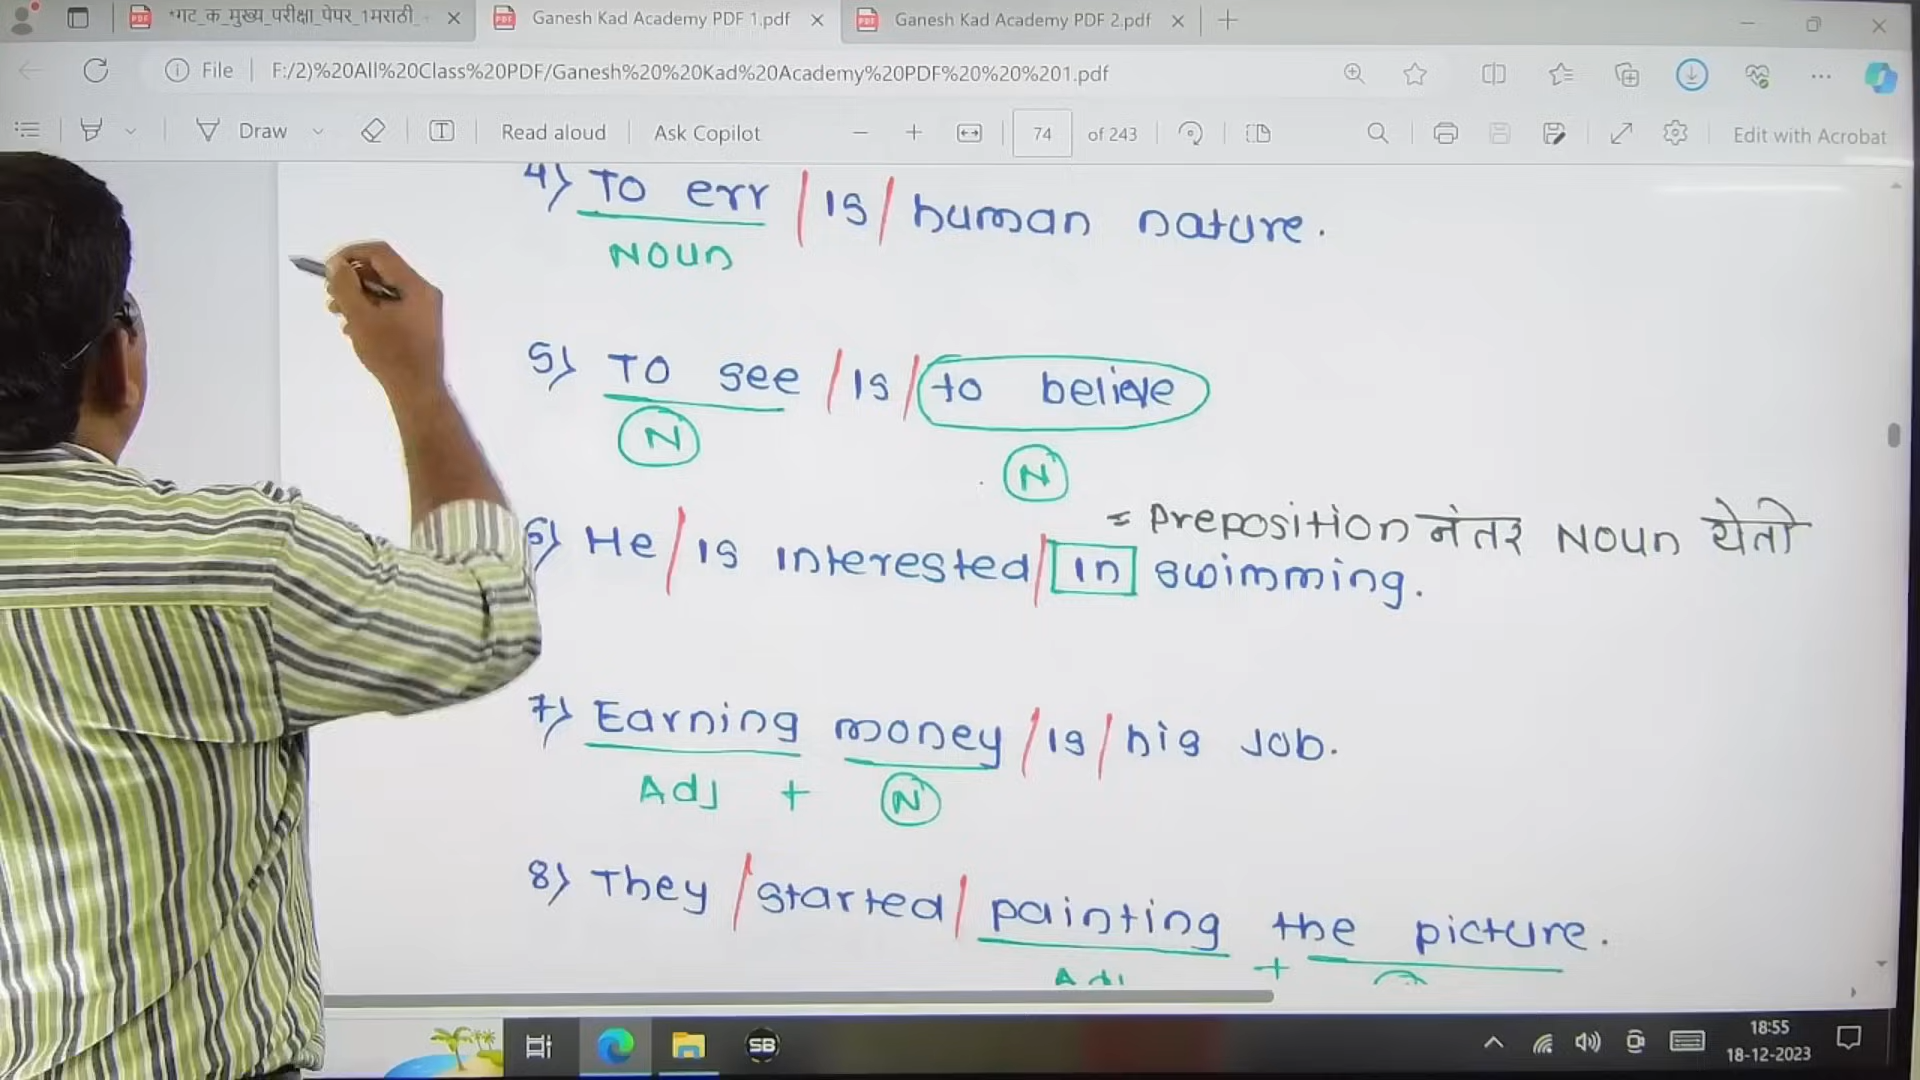 *गट_क_मुख्य_परीक्षा_पेपर_1मराठी_
Ganesh Kad Academy PDF 1.pdf
Ganesh Kad Academy PDF 2.pdf
File
F:/2)%20All%20Class%20PDF/Ganesh%20%20Kad%20Academy%20PDF%20%20%201.pdf
Draw
Read aloud
Ask Copilot
74
of 243
Edit with Acrobat
4) To err / is / human nature.
Noun
5) To see / is / to believe
N
N
= Preposition नंतर Noun येतो
6) He / is interested / in swimming.
7) Earning money / is / his job.
Adj + N
8) They / started / painting the picture.
+
SB
18:55
18-12-2023